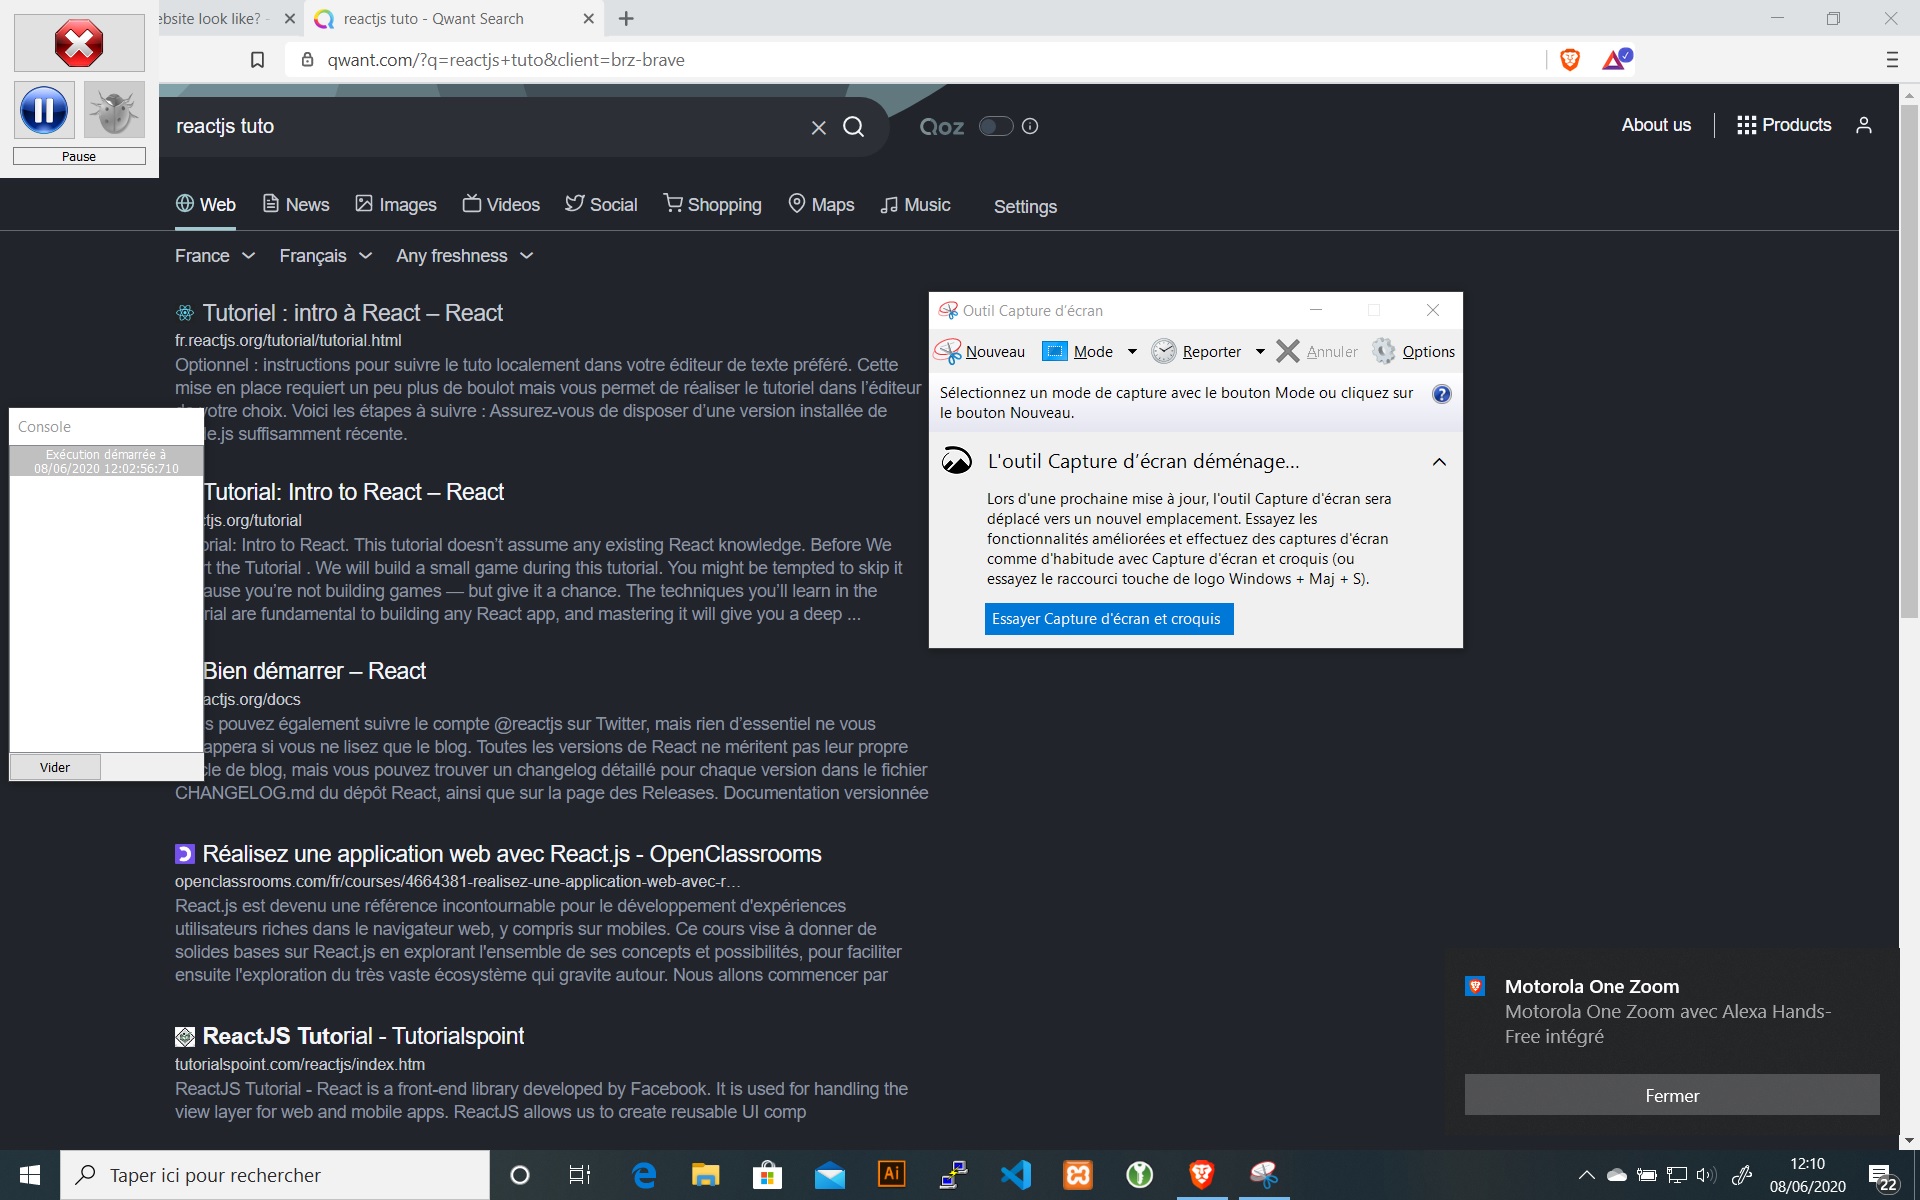 ebsite look like? -
reactjs tuto - Qwant Search
qwant.com/?q=reactjs+tuto&client=brz-brave
Pause
reactjs tuto
Qoz
About us
Products
Web
News
Images
Videos
Social
Shopping
Maps
Music
Settings
France
Français
Any freshness
Tutoriel : intro à React – React
fr.reactjs.org/tutorial/tutorial.html
Optionnel : instructions pour suivre le tuto localement dans votre éditeur de texte préféré. Cette
mise en place requiert un peu plus de boulot mais vous permet de réaliser le tutoriel dans l’éditeur
votre choix. Voici les étapes à suivre : Assurez-vous de disposer d’une version installée de
le.js suffisamment récente.
Tutorial: Intro to React – React
tjs.org/tutorial
orial: Intro to React. This tutorial doesn’t assume any existing React knowledge. Before We
t the Tutorial . We will build a small game during this tutorial. You might be tempted to skip it
ause you’re not building games — but give it a chance. The techniques you’ll learn in the
rial are fundamental to building any React app, and mastering it will give you a deep ...
Bien démarrer – React
actjs.org/docs
s pouvez également suivre le compte @reactjs sur Twitter, mais rien d’essentiel ne vous
appera si vous ne lisez que le blog. Toutes les versions de React ne méritent pas leur propre
cle de blog, mais vous pouvez trouver un changelog détaillé pour chaque version dans le fichier
CHANGELOG.md du dépôt React, ainsi que sur la page des Releases. Documentation versionnée
Réalisez une application web avec React.js - OpenClassrooms
openclassrooms.com/fr/courses/4664381-realisez-une-application-web-avec-r…
React.js est devenu une référence incontournable pour le développement d'expériences
utilisateurs riches dans le navigateur web, y compris sur mobiles. Ce cours vise à donner de
solides bases sur React.js en explorant l'ensemble de ses concepts et possibilités, pour faciliter
ensuite l'exploration du très vaste écosystème qui gravite autour. Nous allons commencer par
ReactJS Tutorial - Tutorialspoint
tutorialspoint.com/reactjs/index.htm
ReactJS Tutorial - React is a front-end library developed by Facebook. It is used for handling the
view layer for web and mobile apps. ReactJS allows us to create reusable UI comp
Console
Exécution démarrée à
08/06/2020 12:02:56:710
Vider
Outil Capture d’écran
Nouveau
Mode
Reporter
Annuler
Options
Sélectionnez un mode de capture avec le bouton Mode ou cliquez sur
le bouton Nouveau.
L'outil Capture d’écran déménage...
Lors d'une prochaine mise à jour, l'outil Capture d'écran sera
déplacé vers un nouvel emplacement. Essayez les
fonctionnalités améliorées et effectuez des captures d'écran
comme d'habitude avec Capture d'écran et croquis (ou
essayez le raccourci touche de logo Windows + Maj + S).
Essayer Capture d'écran et croquis
Motorola One Zoom
Motorola One Zoom avec Alexa Hands-
Free intégré
Fermer
Taper ici pour rechercher
Ai
12:10
08/06/2020
22